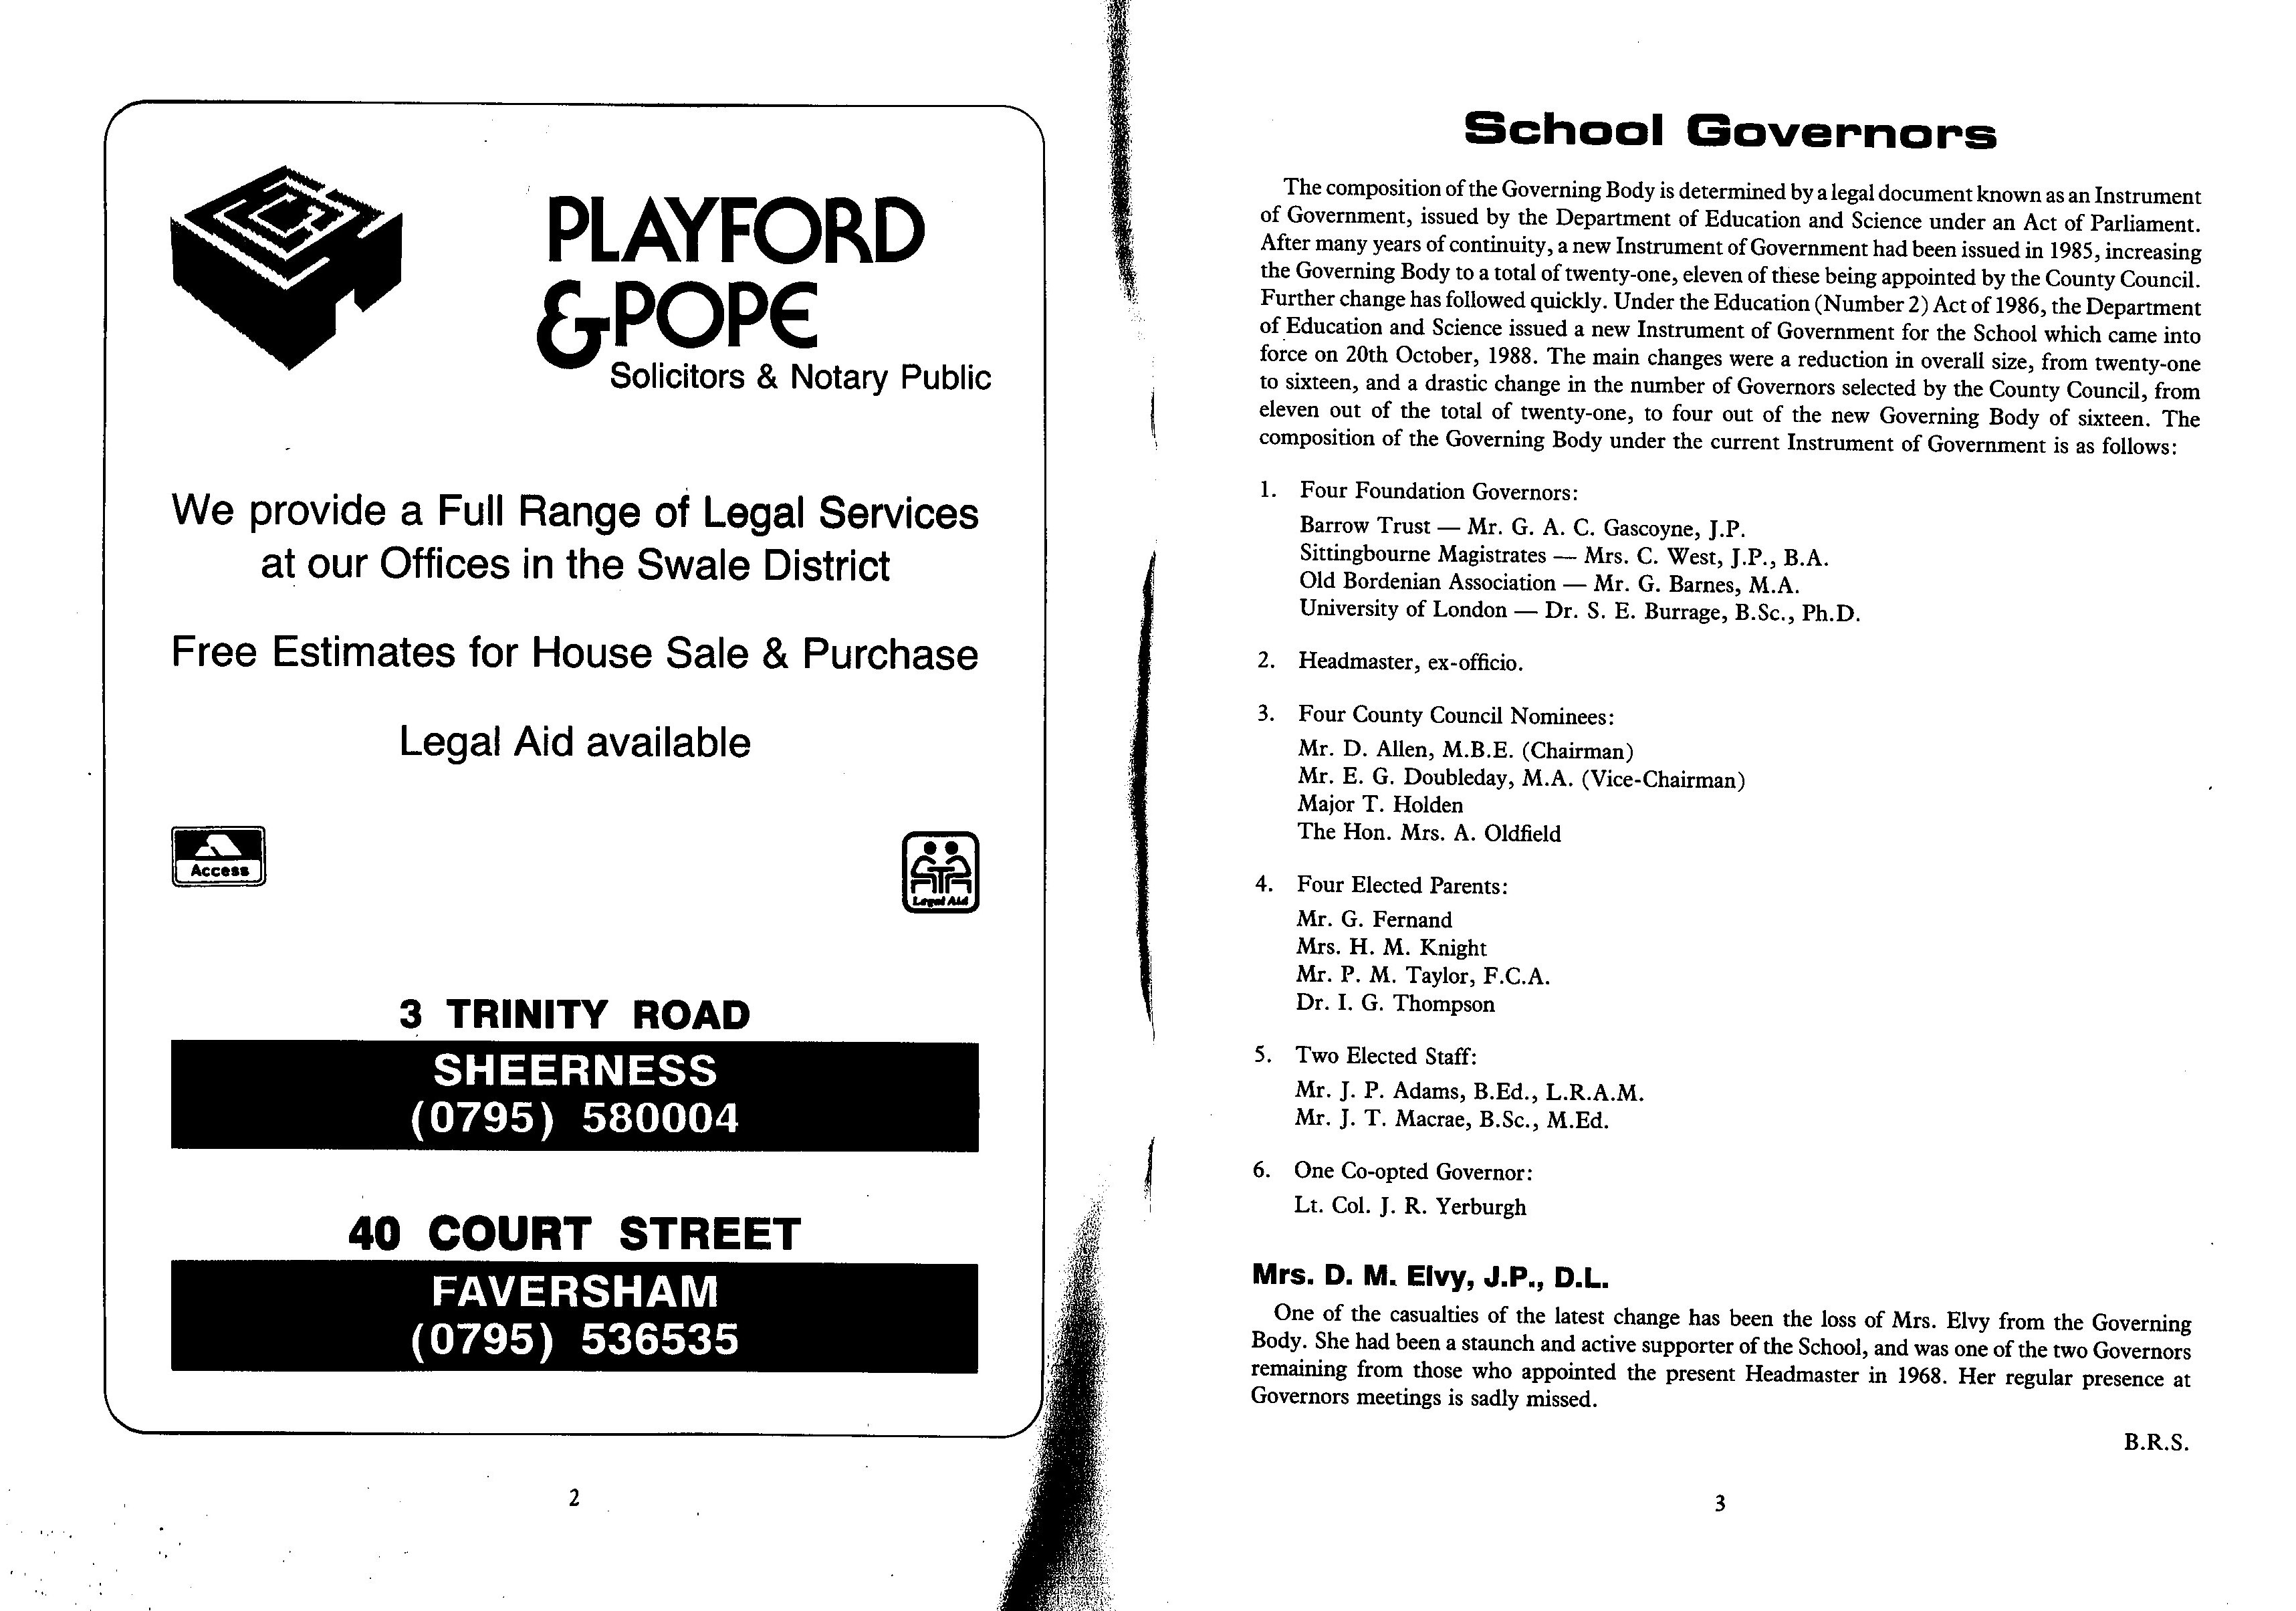 PLAYFORD
& POPE
Solicitors & Notary Public
We provide a Full Range of Legal Services
at our Offices in the Swale District
Free Estimates for House Sale & Purchase
Legal Aid available
Access
Legal Aid
3 TRINITY ROAD
SHEERNESS
(0795) 580004
40 COURT STREET
FAVERSHAM
(0795) 536535
2
School Governors
The composition of the Governing Body is determined by a legal document known as an Instrument
of Government, issued by the Department of Education and Science under an Act of Parliament.
After many years of continuity, a new Instrument of Government had been issued in 1985, increasing
the Governing Body to a total of twenty-one, eleven of these being appointed by the County Council.
Further change has followed quickly. Under the Education (Number 2) Act of 1986, the Department
of Education and Science issued a new Instrument of Government for the School which came into
force on 20th October, 1988. The main changes were a reduction in overall size, from twenty-one
to sixteen, and a drastic change in the number of Governors selected by the County Council, from
eleven out of the total of twenty-one, to four out of the new Governing Body of sixteen. The
composition of the Governing Body under the current Instrument of Government is as follows:
1. Four Foundation Governors:
Barrow Trust — Mr. G. A. C. Gascoyne, J.P.
Sittingbourne Magistrates — Mrs. C. West, J.P., B.A.
Old Bordenian Association — Mr. G. Barnes, M.A.
University of London — Dr. S. E. Burrage, B.Sc., Ph.D.
2. Headmaster, ex-officio.
3. Four County Council Nominees:
Mr. D. Allen, M.B.E. (Chairman)
Mr. E. G. Doubleday, M.A. (Vice-Chairman)
Major T. Holden
The Hon. Mrs. A. Oldfield
4. Four Elected Parents:
Mr. G. Fernand
Mrs. H. M. Knight
Mr. P. M. Taylor, F.C.A.
Dr. I. G. Thompson
5. Two Elected Staff:
Mr. J. P. Adams, B.Ed., L.R.A.M.
Mr. J. T. Macrae, B.Sc., M.Ed.
6. One Co-opted Governor:
Lt. Col. J. R. Yerburgh
Mrs. D. M. Elvy, J.P., D.L.
One of the casualties of the latest change has been the loss of Mrs. Elvy from the Governing
Body. She had been a staunch and active supporter of the School, and was one of the two Governors
remaining from those who appointed the present Headmaster in 1968. Her regular presence at
Governors meetings is sadly missed.
B.R.S.
3